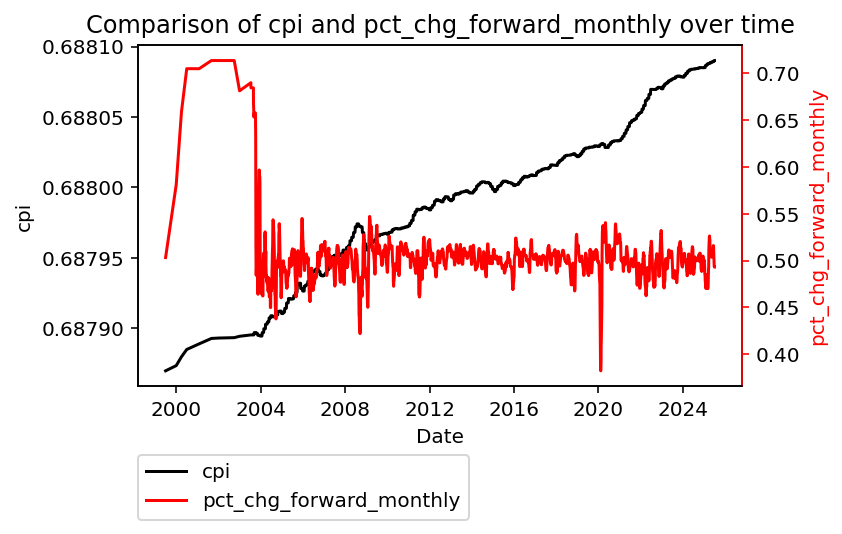 Comparison of cpi and pct_chg_forward_monthly over time
0.68810
0.68805
0.68800
0.68795
0.68790
cpi
0.70
0.65
0.60
0.55
0.50
0.45
0.40
pct_chg_forward_monthly
2000 2004 2008 2012 2016 2020 2024
Date
cpi
pct_chg_forward_monthly